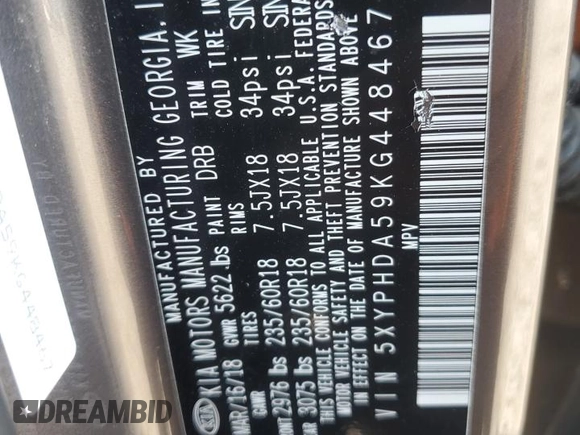 MANUFACTURED BY
KIA KIA MOTORS MANUFACTURING GEORGIA, I
MAR/16/18 GVWR 5622 lbs PAINT DRB TRIM WK
GAWR TIRES RIMS COLD TIRE IN
2976 lbs 235/60R18 7.5JX18 34psi SIN
3075 lbs 235/60R18 7.5JX18 34psi SIN
THIS VEHICLE CONFORMS TO ALL APPLICABLE U.S.A. FEDERA
MOTOR VEHICLE SAFETY AND THEFT PREVENTION STANDARDS
EFFECT ON THE DATE OF MANUFACTURE SHOWN ABOVE
VIN 5XYPHDA59KG448467
MPV
DREAMBID.COM